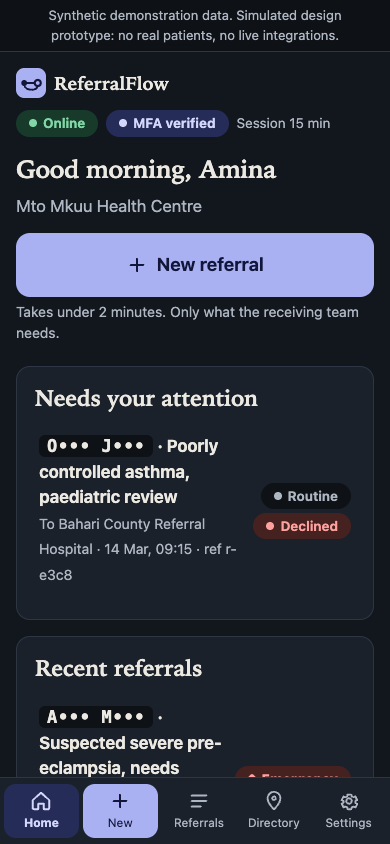 Synthetic demonstration data. Simulated design
prototype: no real patients, no live integrations.
ReferralFlow
Online
MFA verified
Session 15 min
Good morning, Amina
Mto Mkuu Health Centre
+ New referral
Takes under 2 minutes. Only what the receiving team
needs.
Needs your attention
O••• J••• · Poorly
controlled asthma,
paediatric review
To Bahari County Referral
Hospital · 14 Mar, 09:15 · ref r-
e3c8
Routine
Declined
Recent referrals
A••• M••• ·
Suspected severe pre-
eclampsia, needs
Home
New
Referrals
Directory
Settings